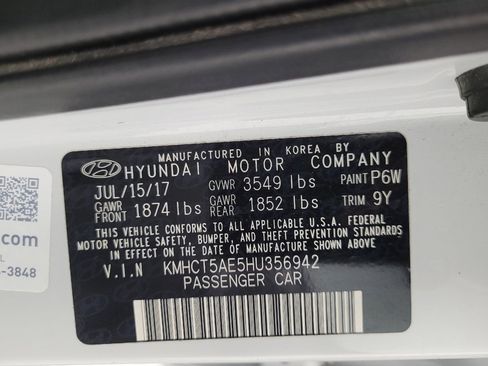 MANUFACTURED IN KOREA BY
HYUNDAI MOTOR COMPANY
JUL/15/17 GVWR 3549 lbs PAINT P6W
GAWR FRONT 1874 lbs GAWR REAR 1852 lbs TRIM 9Y
THIS VEHICLE CONFORMS TO ALL APPLICABLE U.S.A. FEDERAL
MOTOR VEHICLE SAFETY, BUMPER, AND THEFT PREVENTION STANDARDS
IN EFFECT ON THE DATE OF MANUFACTURE SHOWN ABOVE.
V.I.N KMHCT5AE5HU356942
PASSENGER CAR
s.com
-3848